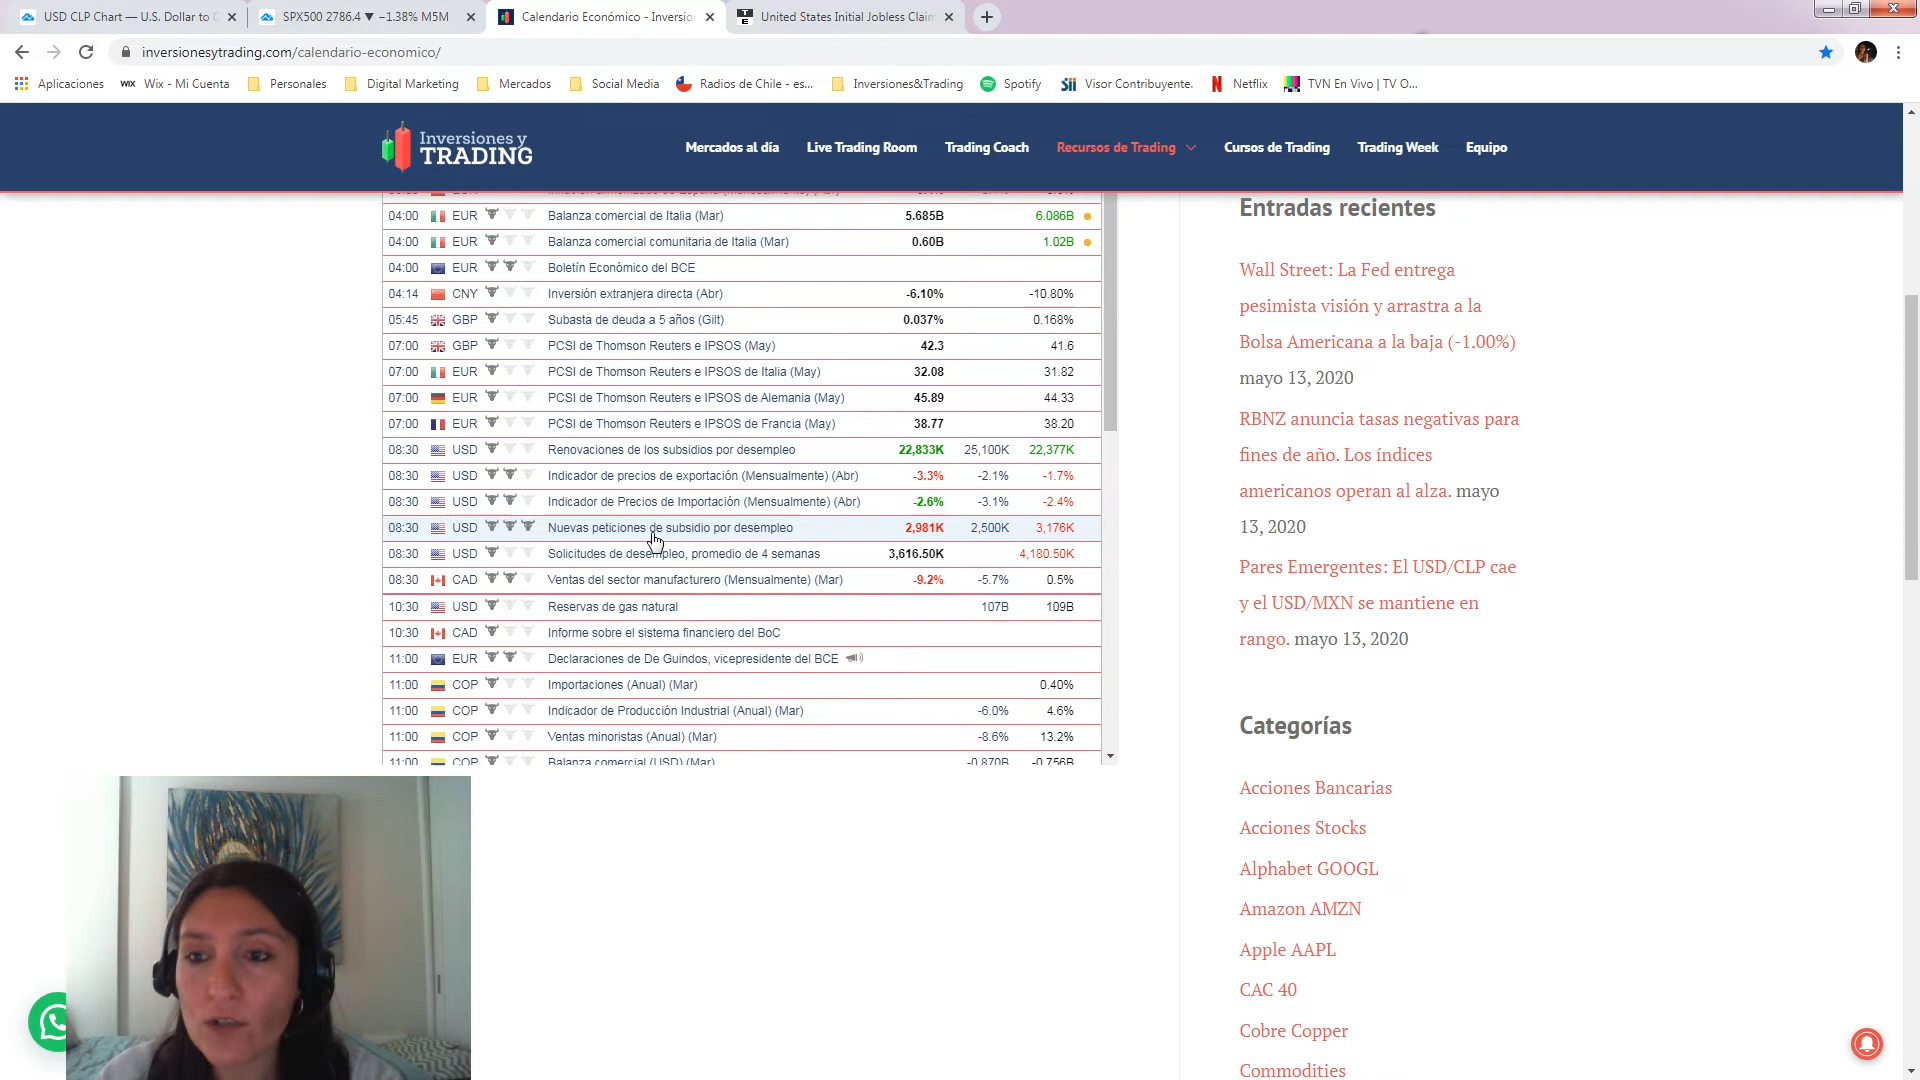 USD CLP Chart — U.S. Dollar to C
SPX500 2786.4 ▼ −1.38% M5M
Calendario Económico - Inversio
United States Initial Jobless Claim
inversionesytrading.com/calendario-economico/
Aplicaciones
WIX Wix - Mi Cuenta
Personales
Digital Marketing
Mercados
Social Media
Radios de Chile - es...
Inversiones&Trading
Spotify
Sii Visor Contribuyente.
Netflix
TVN En Vivo | TV O...
Inversiones y
TRADING
Mercados al día
Live Trading Room
Trading Coach
Recursos de Trading
Cursos de Trading
Trading Week
Equipo
04:00 EUR Balanza comercial de Italia (Mar) 5.685B 6.086B
04:00 EUR Balanza comercial comunitaria de Italia (Mar) 0.60B 1.02B
04:00 EUR Boletín Económico del BCE
04:14 CNY Inversión extranjera directa (Abr) -6.10% -10.80%
05:45 GBP Subasta de deuda a 5 años (Gilt) 0.037% 0.168%
07:00 GBP PCSI de Thomson Reuters e IPSOS (May) 42.3 41.6
07:00 EUR PCSI de Thomson Reuters e IPSOS de Italia (May) 32.08 31.82
07:00 EUR PCSI de Thomson Reuters e IPSOS de Alemania (May) 45.89 44.33
07:00 EUR PCSI de Thomson Reuters e IPSOS de Francia (May) 38.77 38.20
08:30 USD Renovaciones de los subsidios por desempleo 22,833K 25,100K 22,377K
08:30 USD Indicador de precios de exportación (Mensualmente) (Abr) -3.3% -2.1% -1.7%
08:30 USD Indicador de Precios de Importación (Mensualmente) (Abr) -2.6% -3.1% -2.4%
08:30 USD Nuevas peticiones de subsidio por desempleo 2,981K 2,500K 3,176K
08:30 USD Solicitudes de desempleo, promedio de 4 semanas 3,616.50K 4,180.50K
08:30 CAD Ventas del sector manufacturero (Mensualmente) (Mar) -9.2% -5.7% 0.5%
10:30 USD Reservas de gas natural 107B 109B
10:30 CAD Informe sobre el sistema financiero del BoC
11:00 EUR Declaraciones de De Guindos, vicepresidente del BCE
11:00 COP Importaciones (Anual) (Mar) 0.40%
11:00 COP Indicador de Producción Industrial (Anual) (Mar) -6.0% 4.6%
11:00 COP Ventas minoristas (Anual) (Mar) -8.6% 13.2%
11:00 COP Balanza comercial (USD) (Mar) -0.870B -0.756B
Entradas recientes
Wall Street: La Fed entrega
pesimista visión y arrastra a la
Bolsa Americana a la baja (-1.00%)
mayo 13, 2020
RBNZ anuncia tasas negativas para
fines de año. Los índices
americanos operan al alza. mayo
13, 2020
Pares Emergentes: El USD/CLP cae
y el USD/MXN se mantiene en
rango. mayo 13, 2020
Categorías
Acciones Bancarias
Acciones Stocks
Alphabet GOOGL
Amazon AMZN
Apple AAPL
CAC 40
Cobre Copper
Commodities